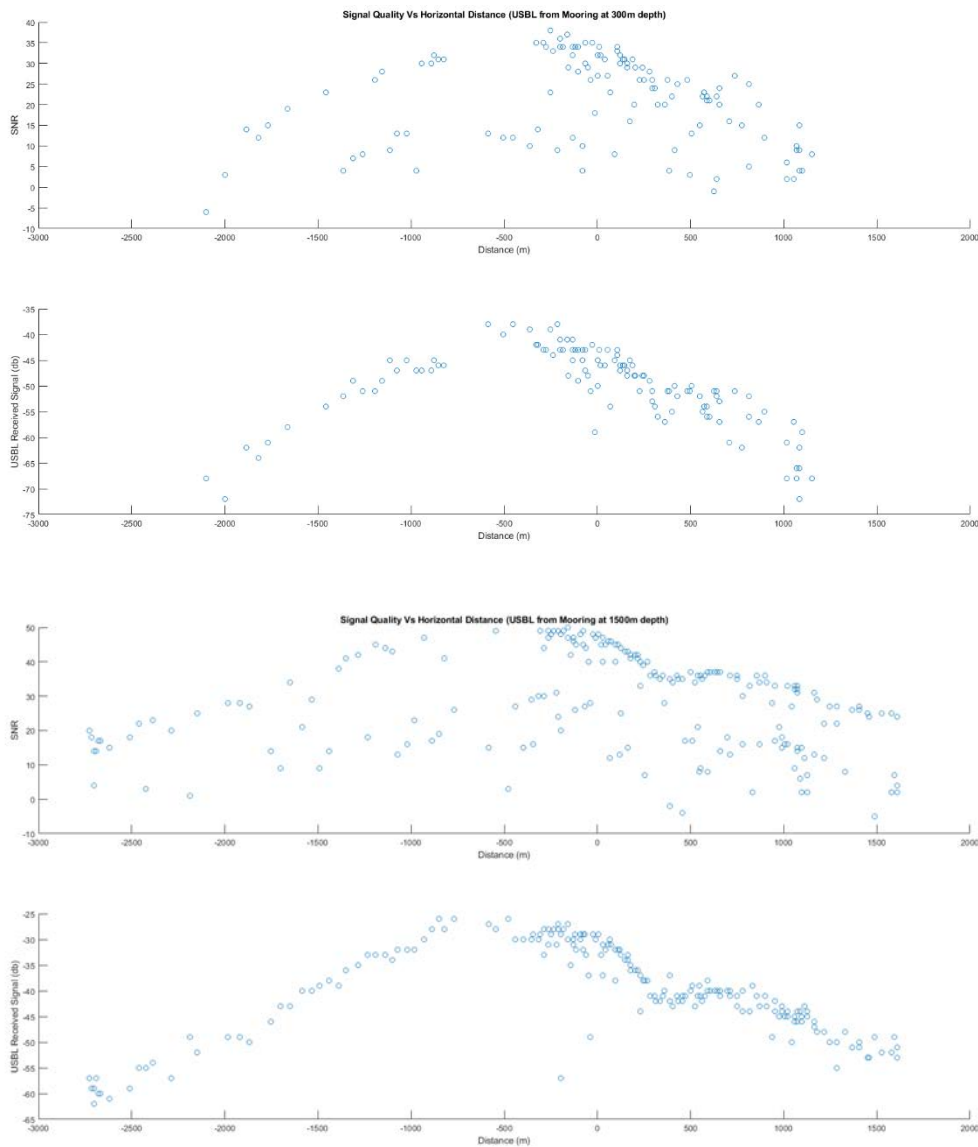 Signal Quality Vs Horizontal Distance (USBL from Mooring at 300m depth)
40
35
30
25
20
15
10
5
0
-5
-10
SNR
-3000 -2500 -2000 -1500 -1000 -500 0 500 1000 1500 2000
Distance (m)
-35
-40
-45
-50
-55
-60
-65
-70
-75
USBL Received Signal (db)
-3000 -2500 -2000 -1500 -1000 -500 0 500 1000 1500 2000
Distance (m)
Signal Quality Vs Horizontal Distance (USBL from Mooring at 1500m depth)
50
40
30
20
10
0
-10
SNR
-3000 -2500 -2000 -1500 -1000 -500 0 500 1000 1500 2000
Distance (m)
-25
-30
-35
-40
-45
-50
-55
-60
-65
USBL Received Signal (db)
-3000 -2500 -2000 -1500 -1000 -500 0 500 1000 1500 2000
Distance (m)